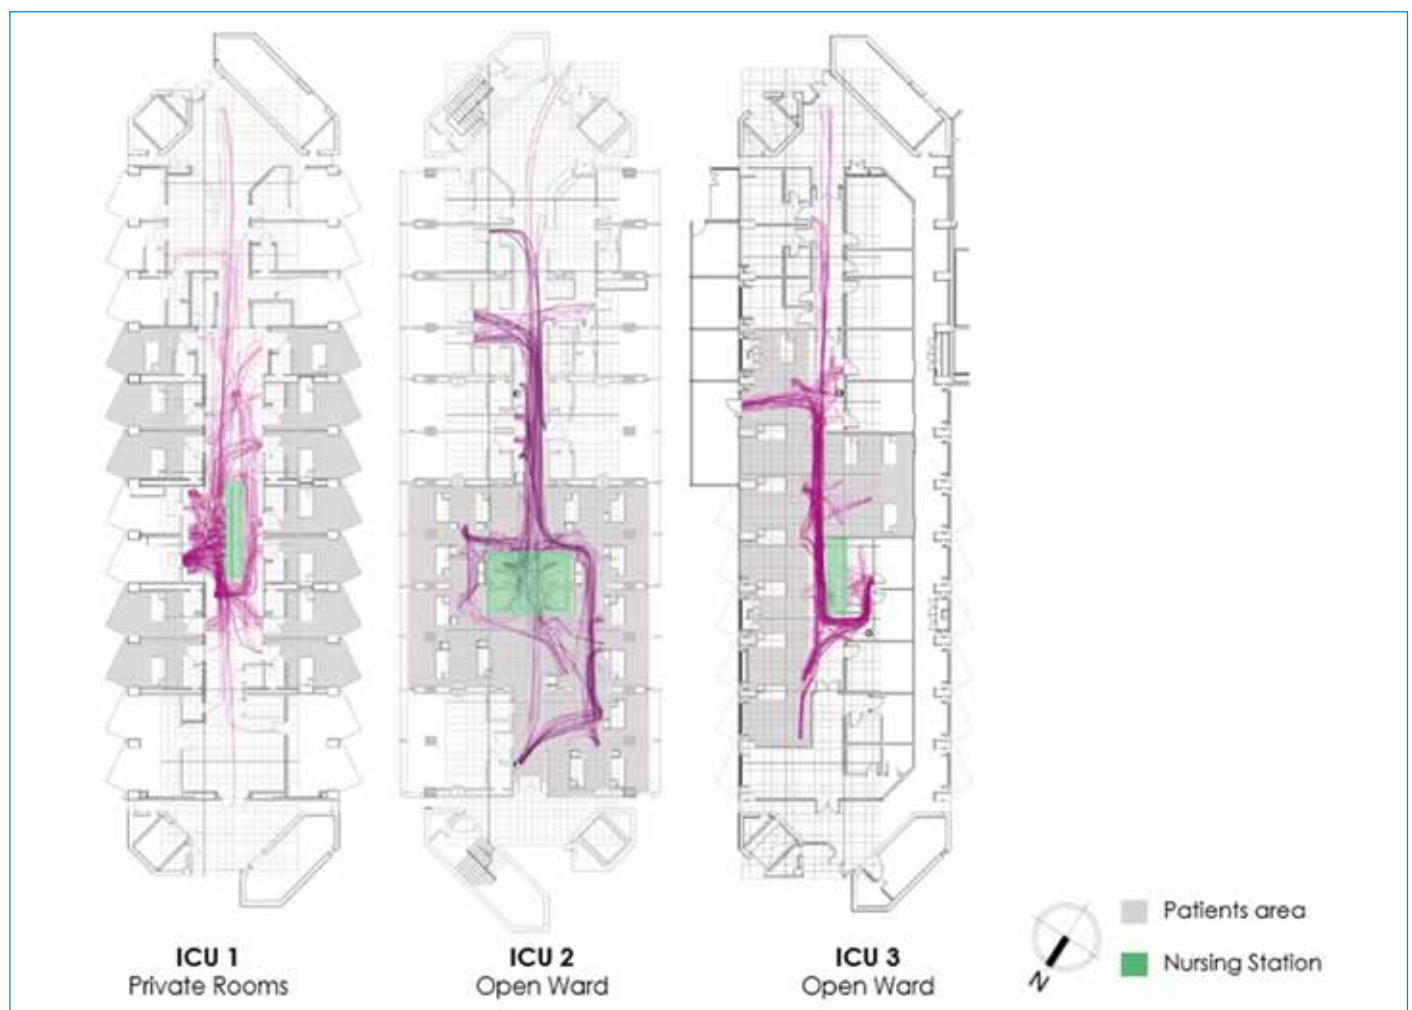 ICU 1
Private Rooms
ICU 2
Open Ward
ICU 3
Open Ward
N
Patients area
Nursing Station